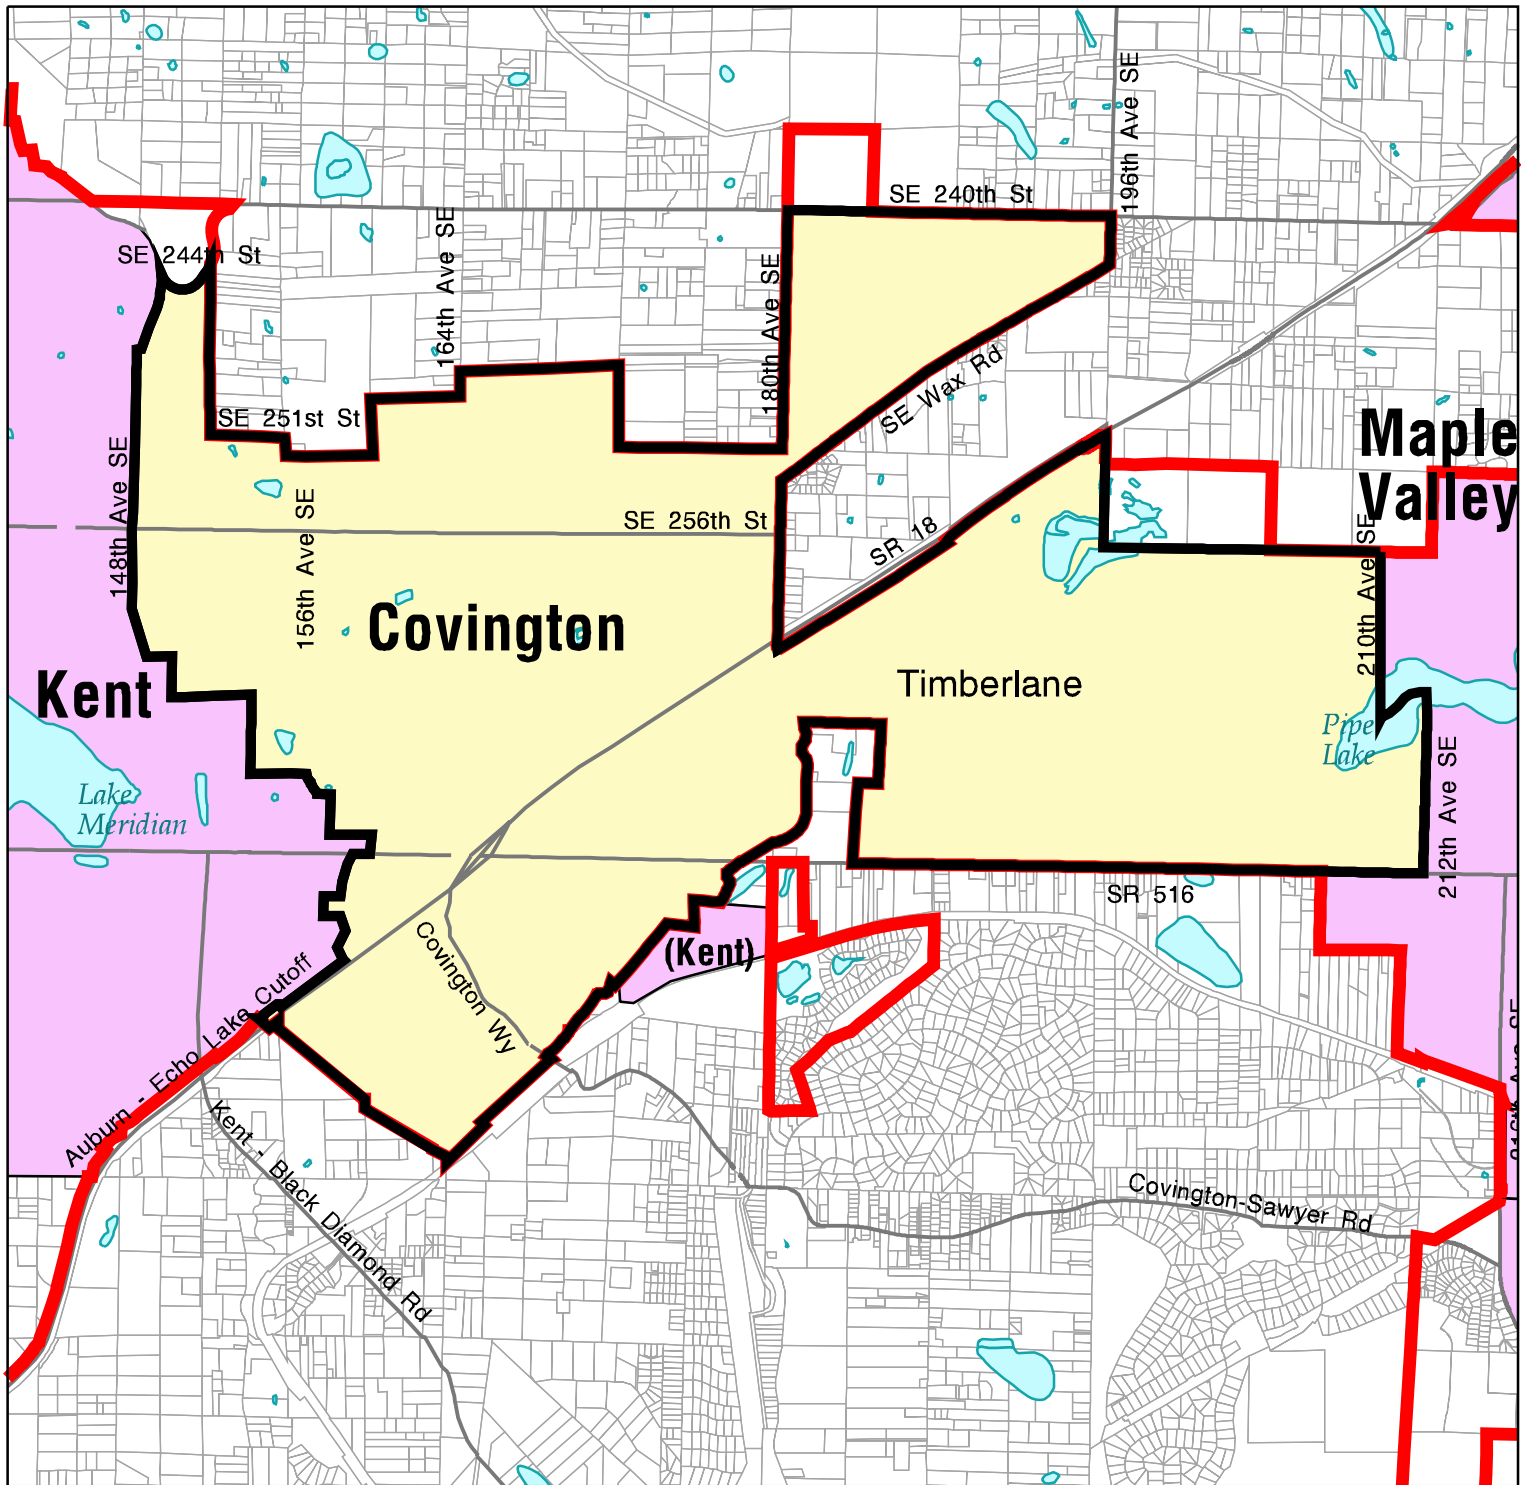 196th Ave SE
SE 240th St
164th Ave SE
SE 244th St
180th Ave SE
SE Wax Rd
SE 251st St
Maple
Valley
148th Ave SE
156th Ave SE
SE 256th St
SR 18
210th Ave SE
Covington
Kent
Timberlane
Pipe
Lake
Lake
Meridian
212th Ave SE
SR 516
(Kent)
Covington Wy
Auburn - Echo Lake Cutoff
Kent - Black Diamond Rd
Covington-Sawyer Rd